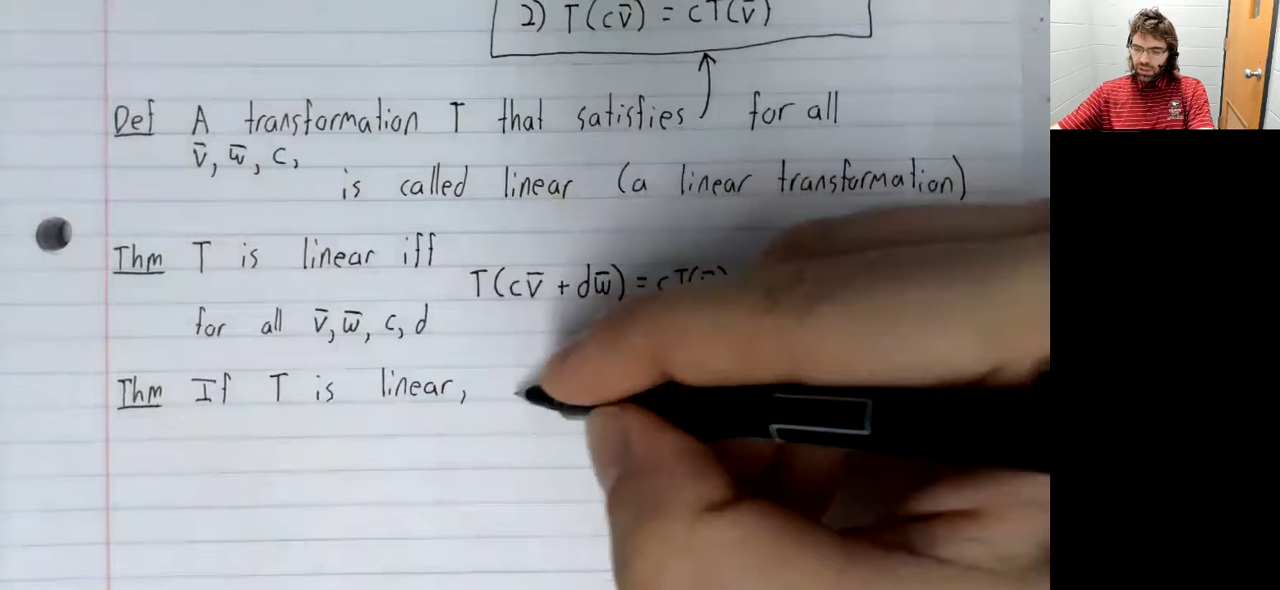 2) T(cv̄) = cT(v̄)
Def A transformation T that satisfies for all
v̄, w̄, c,
is called linear (a linear transformation)
Thm T is linear iff
T(cv̄ + dw̄) = cT(v̄)
for all v̄, w̄, c, d
Thm If T is linear,